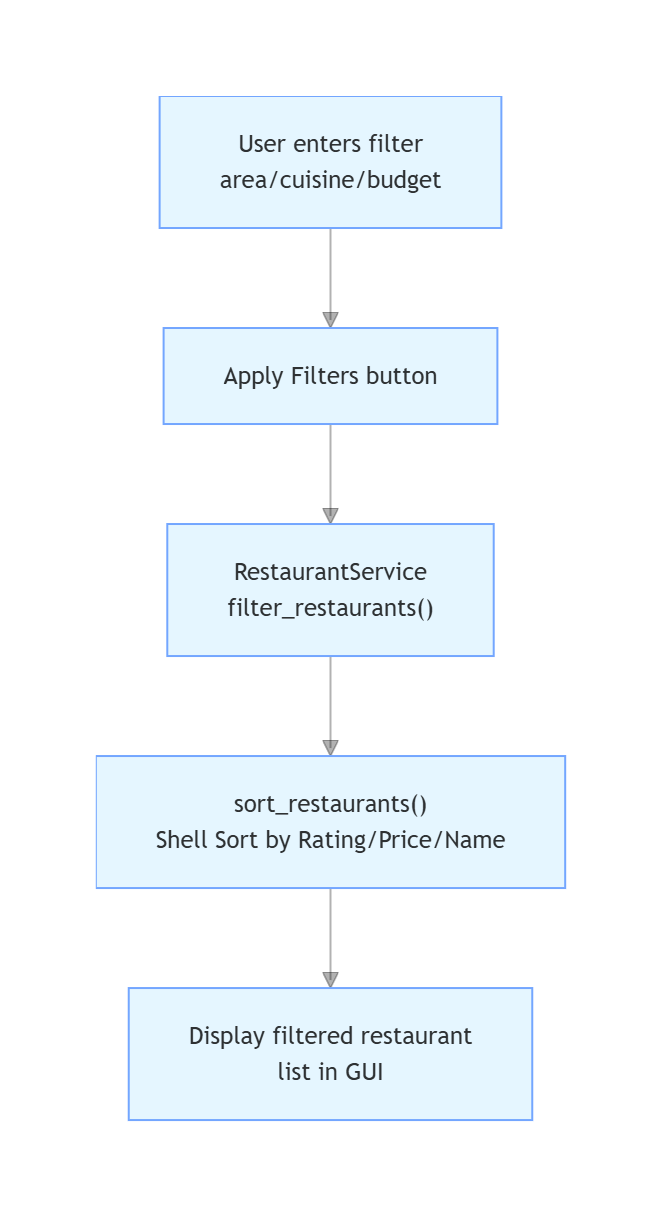 User enters filter
area/cuisine/budget
Apply Filters button
RestaurantService
filter_restaurants()
sort_restaurants()
Shell Sort by Rating/Price/Name
Display filtered restaurant
list in GUI